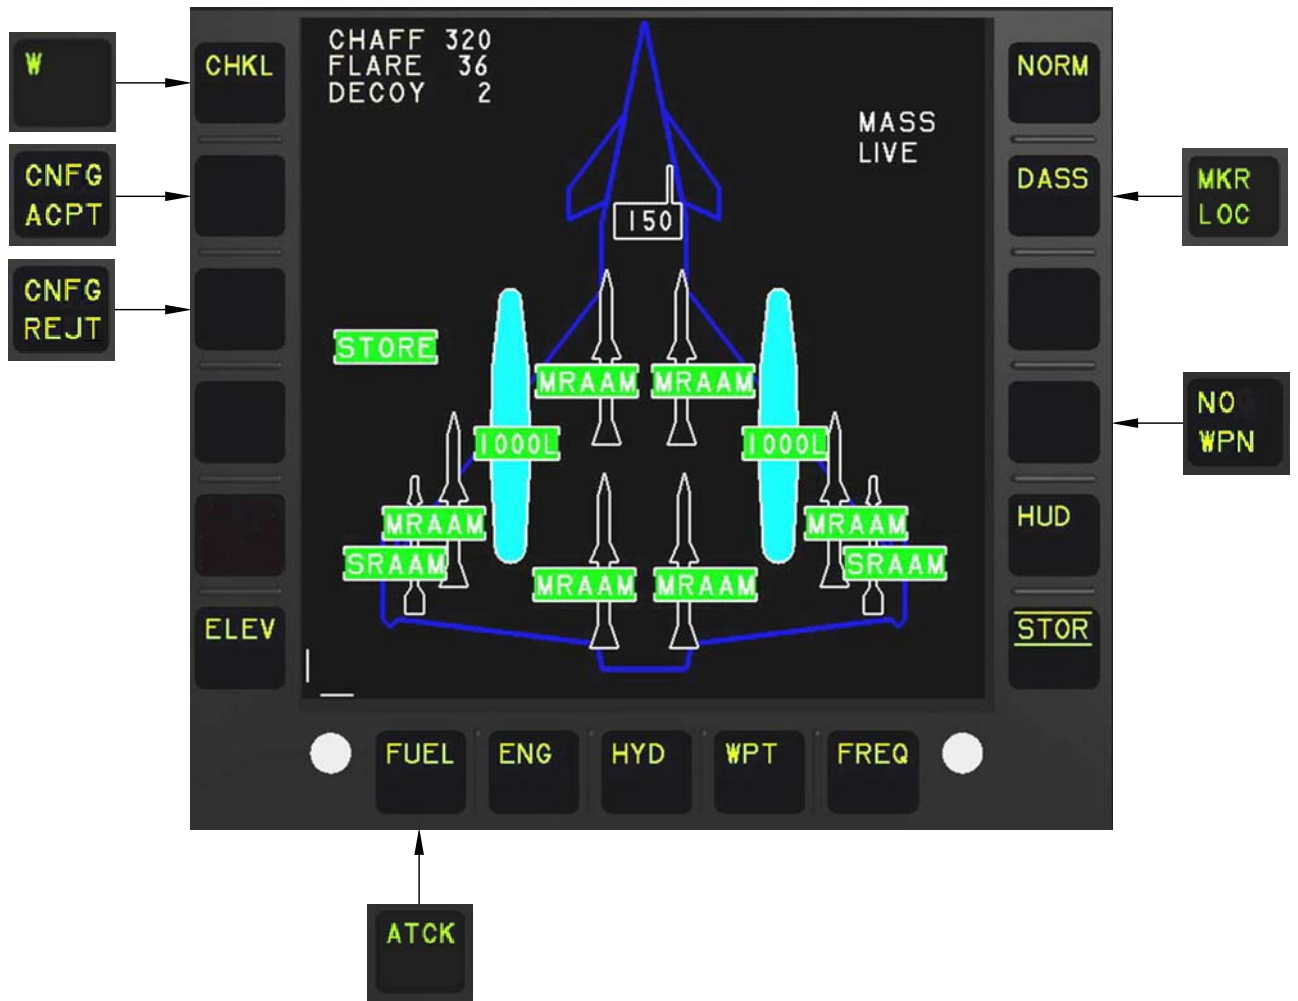 W
CHKL
CHAFF 320
FLARE 36
DECOY 2
NORM
MASS
LIVE
CNFG
ACPT
DASS
MKR
LOC
150
CNFG
REJT
STORE
MRAAM MRAAM
1000L 1000L
NO
WPN
MRAAM MRAAM
SRAAM SRAAM
MRAAM MRAAM
HUD
ELEV
STOR
FUEL ENG HYD WPT FREQ
ATCK